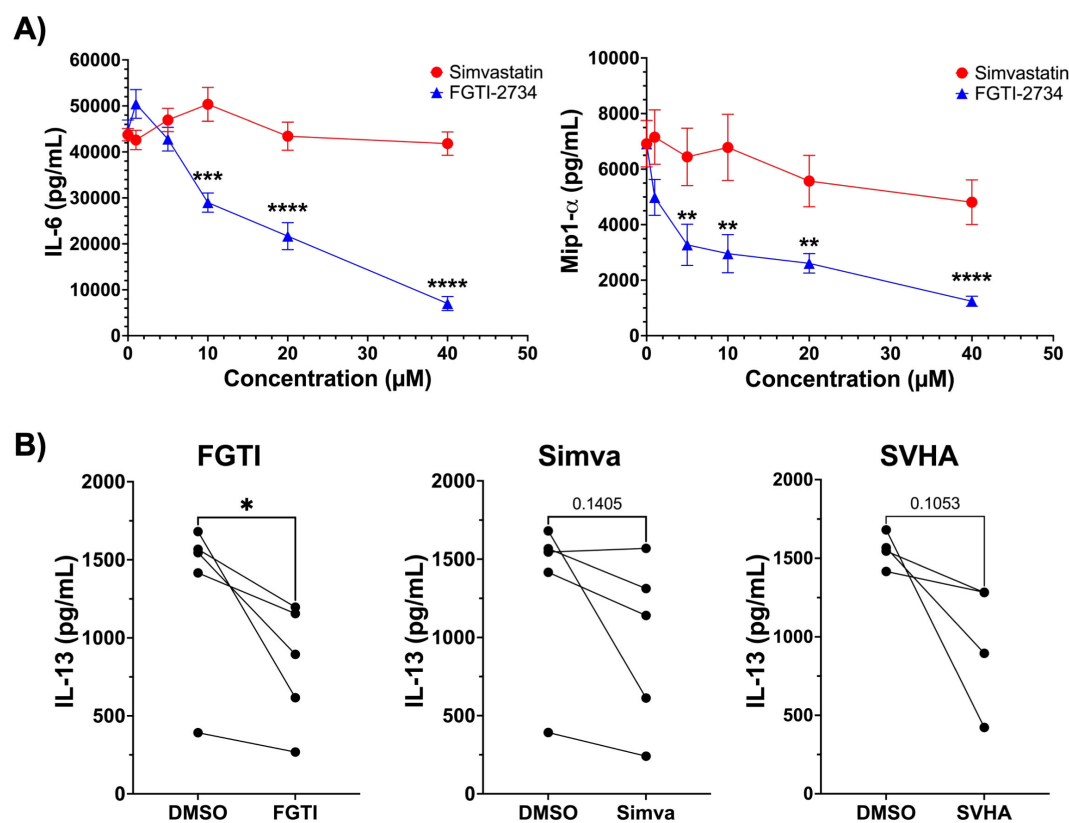 A)
60000
50000
40000
30000
20000
10000
0
IL-6 (pg/mL)
Simvastatin
FGTI-2734
***
****
****
0 10 20 30 40 50
Concentration (µM)
10000
8000
6000
4000
2000
0
Mip1-α (pg/mL)
Simvastatin
FGTI-2734
**
**
**
****
0 10 20 30 40 50
Concentration (µM)
B)
FGTI
2000
1500
1000
500
0
IL-13 (pg/mL)
*
DMSO FGTI
Simva
2000
1500
1000
500
0
IL-13 (pg/mL)
0.1405
DMSO Simva
SVHA
2000
1500
1000
500
0
IL-13 (pg/mL)
0.1053
DMSO SVHA